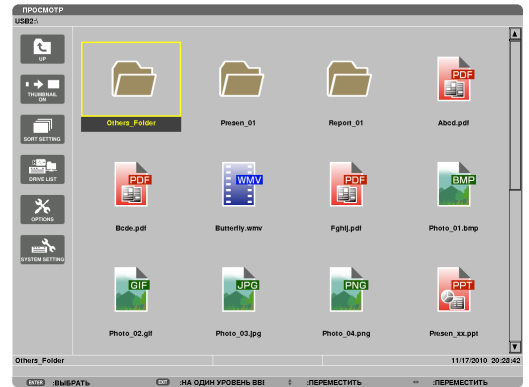 ПРОСМОТР
USB2:\
UP
THUMBNAIL
ON
SORT SETTING
DRIVE LIST
OPTIONS
SYSTEM SETTING
PDF
Others_Folder Presen_01 Report_01 Abcd.pdf
PDF WMV PDF BMP
Bcde.pdf Butterfly.wmv Fghij.pdf Photo_01.bmp
GIF JPG PNG PPT
Photo_02.gif Photo_03.jpg Photo_04.png Presen_xx.ppt
Others_Folder 11/17/2010 20:28:42
ENTER :ВЫБРАТЬ EXIT :НА ОДИН УРОВЕНЬ ВВІ :ПЕРЕМЕСТИТЬ :ПЕРЕМЕСТИТЬ